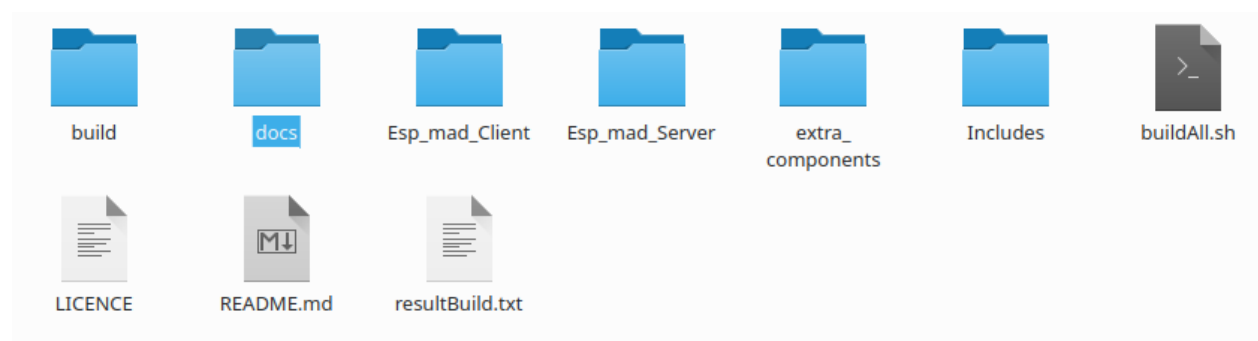 build
docs
Esp_mad_Client
Esp_mad_Server
extra_
components
Includes
buildAll.sh
LICENCE
M↓
README.md
resultBuild.txt